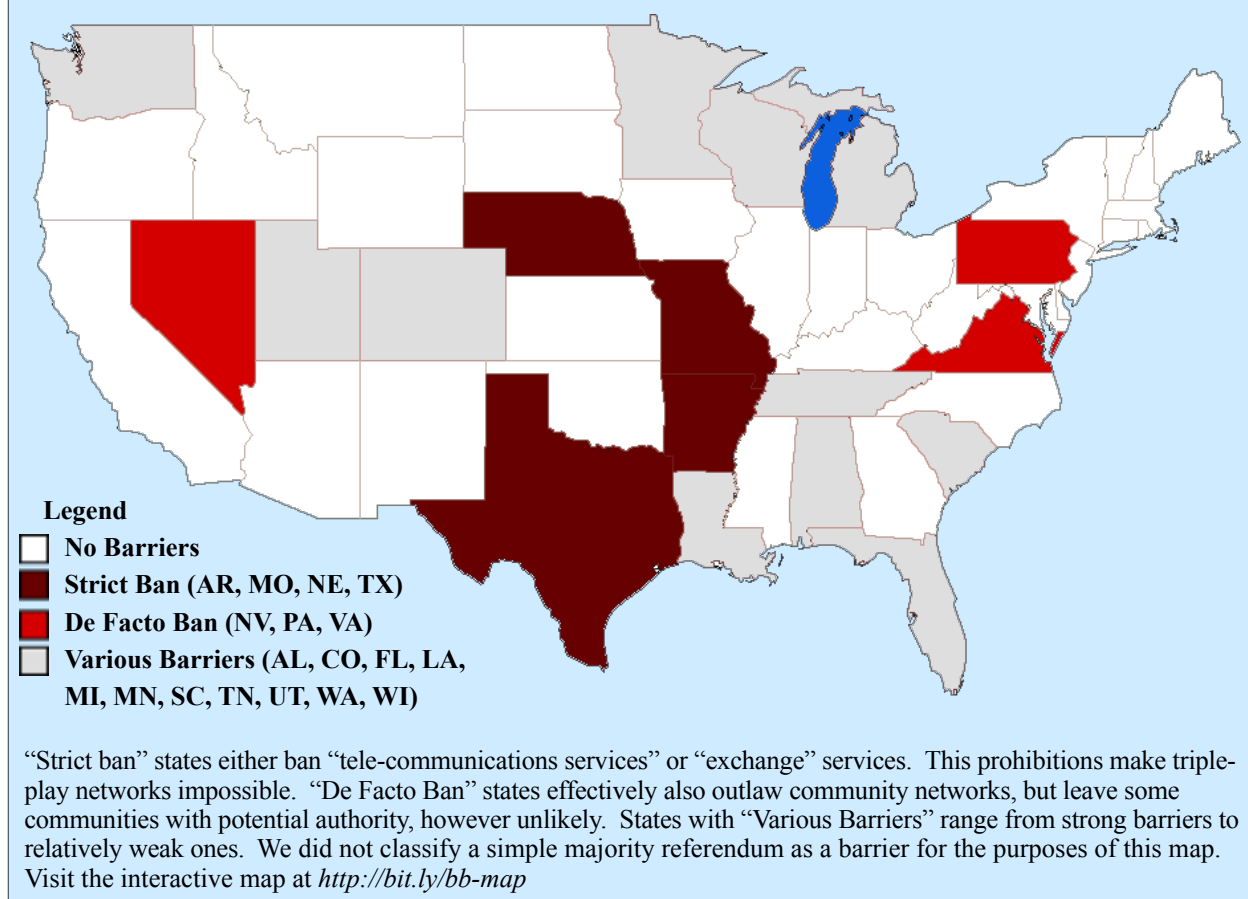 Legend
No Barriers
Strict Ban (AR, MO, NE, TX)
De Facto Ban (NV, PA, VA)
Various Barriers (AL, CO, FL, LA,
MI, MN, SC, TN, UT, WA, WI)
“Strict ban” states either ban “tele-communications services” or “exchange” services.  This prohibitions make triple-
play networks impossible.  “De Facto Ban” states effectively also outlaw community networks, but leave some
communities with potential authority, however unlikely.  States with “Various Barriers” range from strong barriers to
relatively weak ones.  We did not classify a simple majority referendum as a barrier for the purposes of this map.
Visit the interactive map at http://bit.ly/bb-map